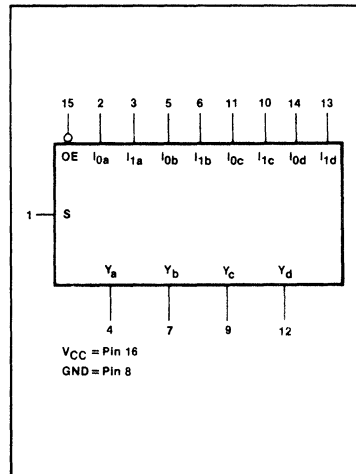 15 2 3 5 6 11 10 14 13
OE I0a I1a I0b I1b I0c I1c I0d I1d
1 S
Ya Yb Yc Yd
4 7 9 12
VCC = Pin 16
GND = Pin 8